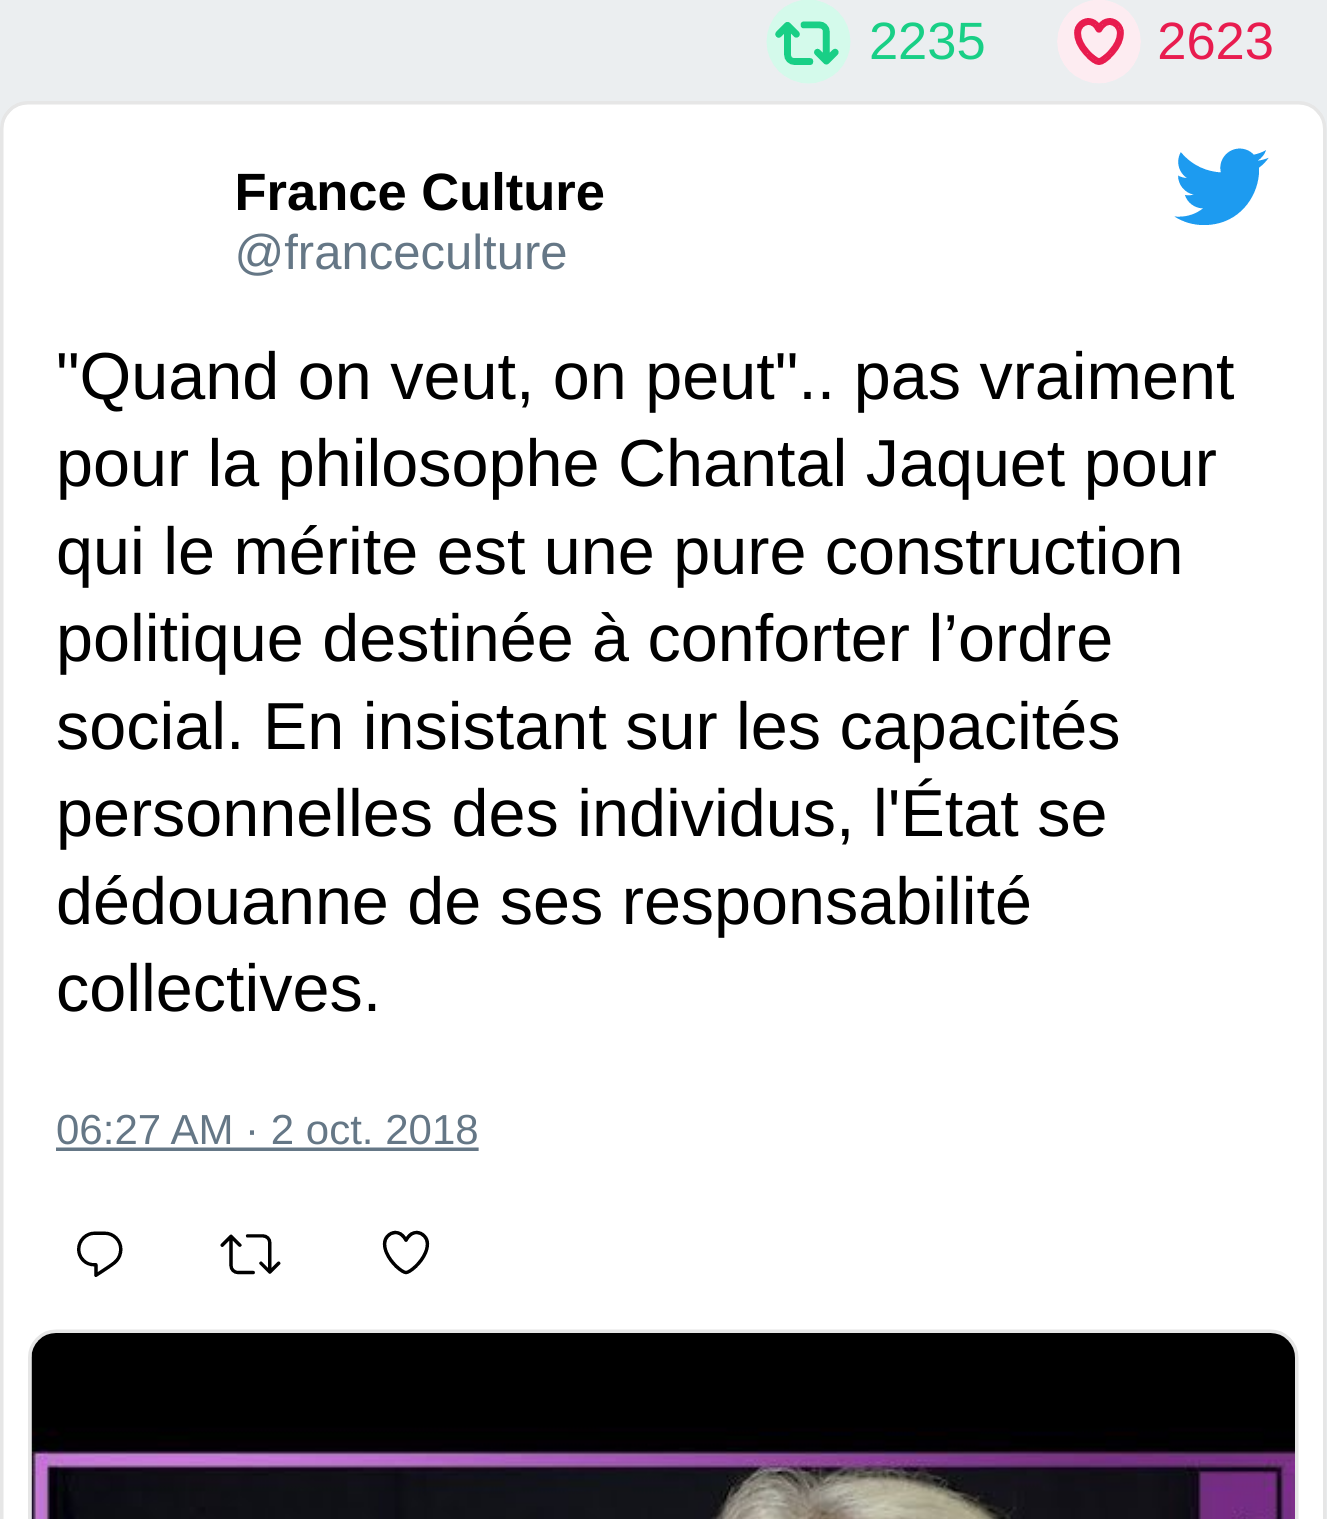 2235 2623
France Culture
@franceculture
"Quand on veut, on peut".. pas vraiment
pour la philosophe Chantal Jaquet pour
qui le mérite est une pure construction
politique destinée à conforter l’ordre
social. En insistant sur les capacités
personnelles des individus, l'État se
dédouanne de ses responsabilité
collectives.
06:27 AM · 2 oct. 2018